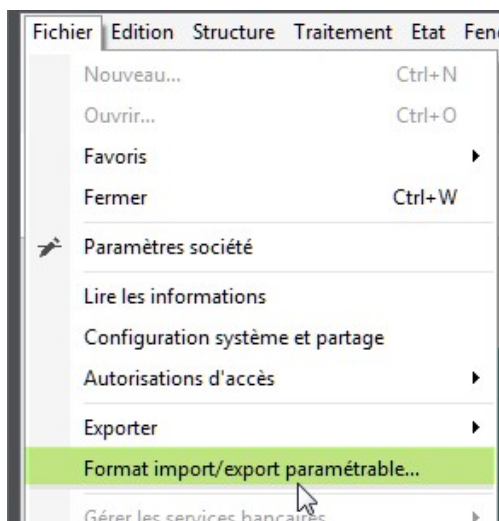 Fichier Edition Structure Traitement Etat Fen
Nouveau... Ctrl+N
Ouvrir... Ctrl+O
Favoris
Fermer Ctrl+W
Paramètres société
Lire les informations
Configuration système et partage
Autorisations d'accès
Exporter
Format import/export paramétrable...
Gérer les services bancaires